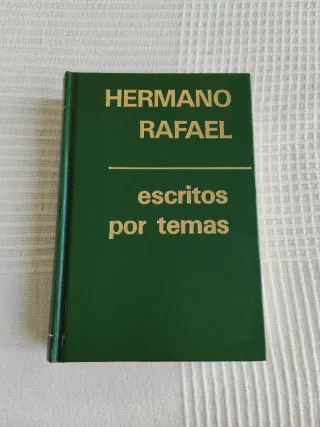 HERMANO
RAFAEL
escritos
por temas